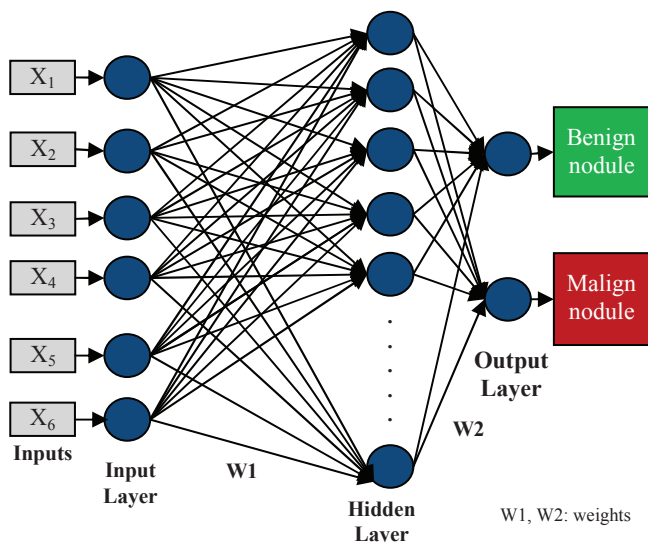 X1
X2
X3
X4
X5
X6
Inputs
Input
Layer
W1
Hidden
Layer
W2
Output
Layer
Benign
nodule
Malign
nodule
W1, W2: weights